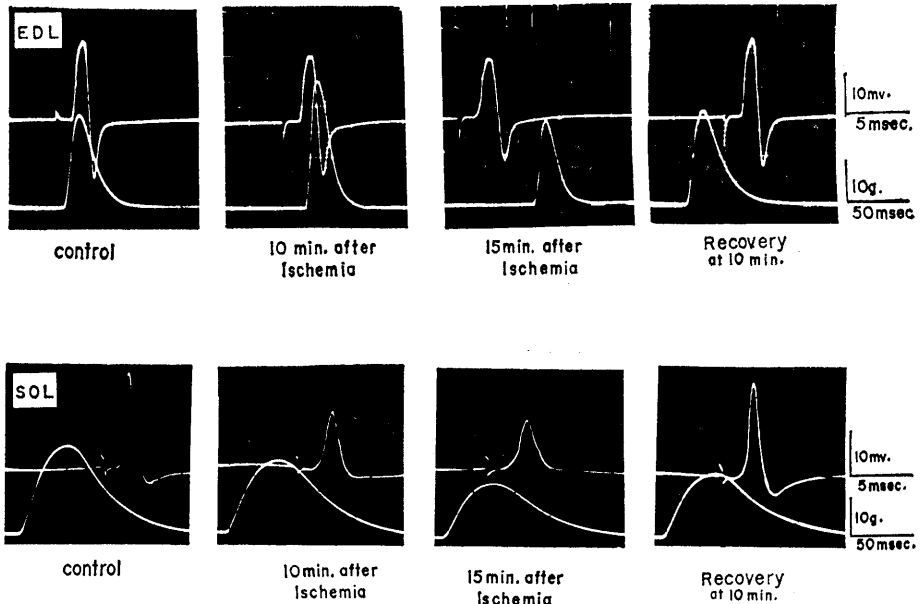 EDL
10mv.
5msec.
10g.
50msec.
control
10 min. after
Ischemia
15min. after
Ischemia
Recovery
at 10 min.
SOL
10mv.
5msec.
10g.
50msec.
control
10min. after
Ischemia
15min. after
Ischemia
Recovery
at 10 min.